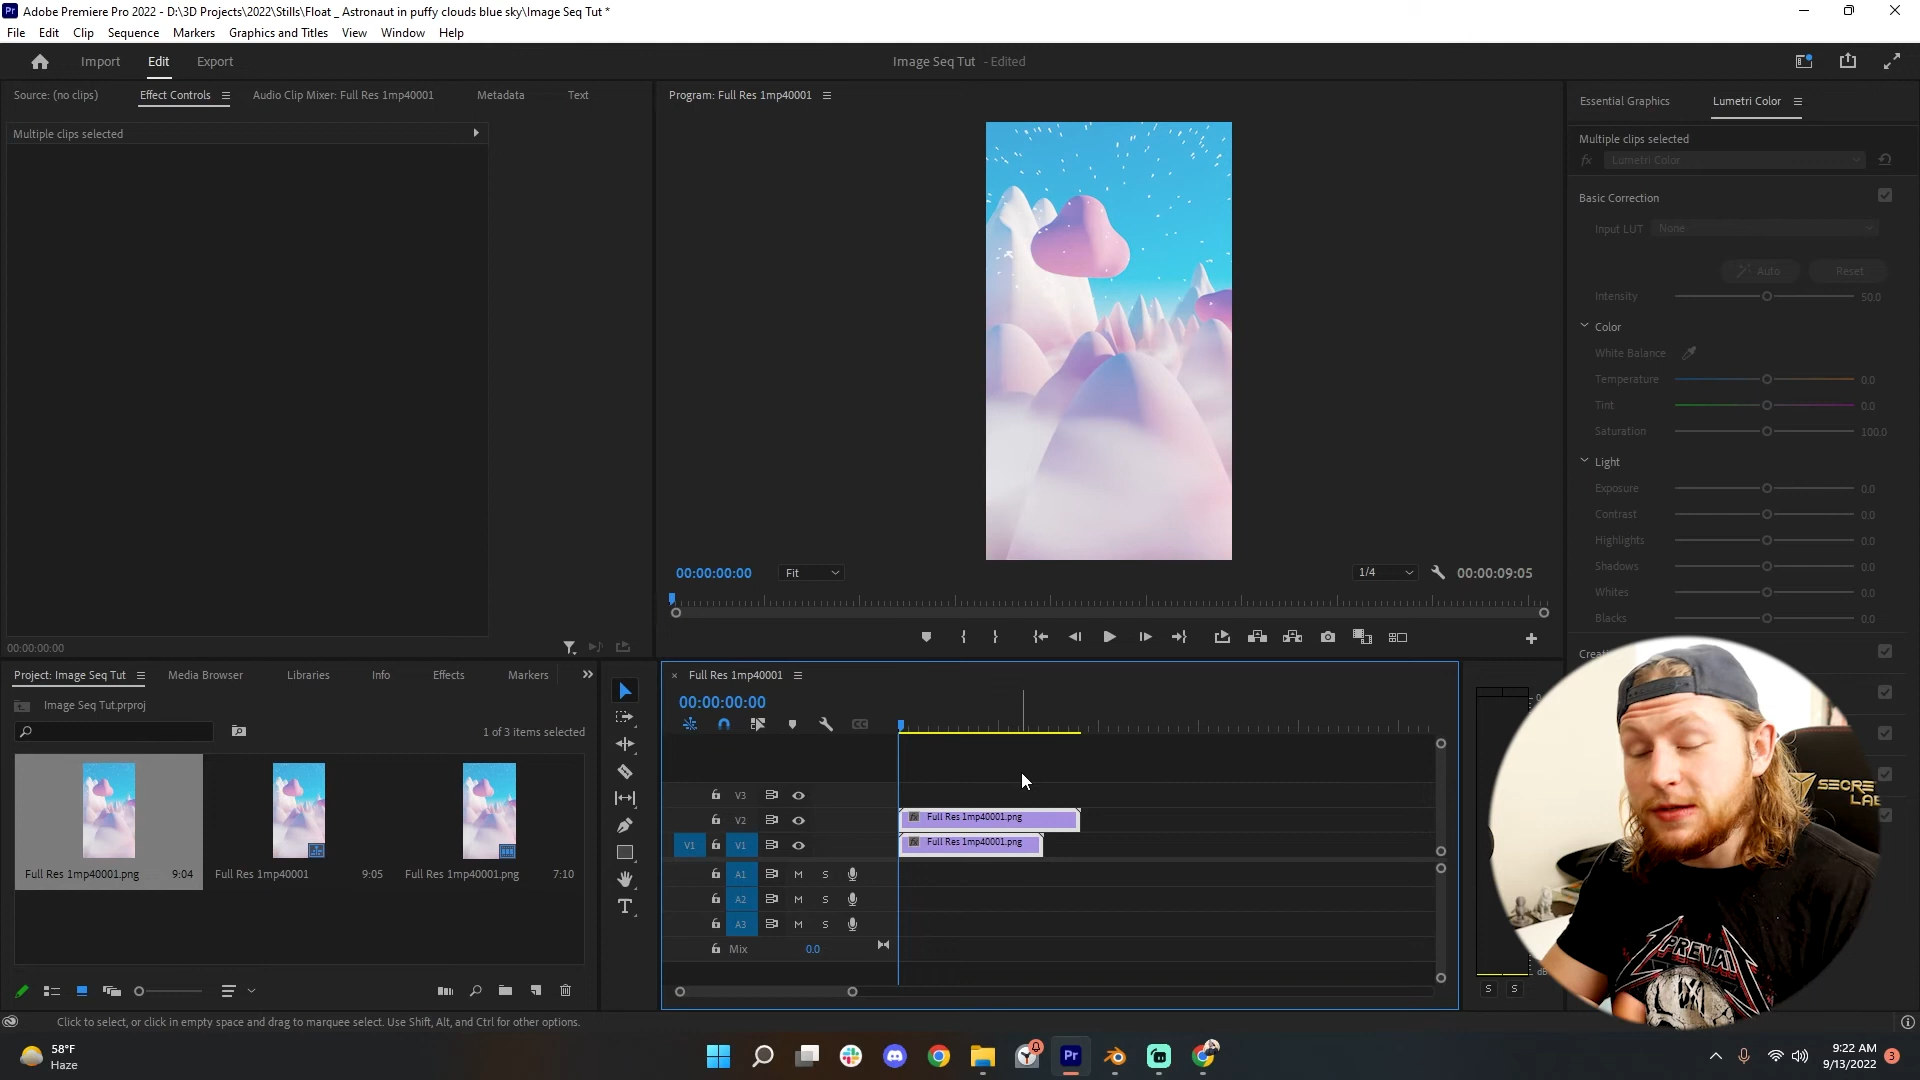 Adobe Premiere Pro 2022 - D:\3D Projects\2022\Stills\Float _ Astronaut in puffy clouds blue sky\Image Seq Tut *
File Edit Clip Sequence Markers Graphics and Titles View Window Help
Import Edit Export
Image Seq Tut - Edited
Source: (no clips) Effect Controls Audio Clip Mixer: Full Res 1mp40001 Metadata Text
Multiple clips selected
00:00:00:00
Program: Full Res 1mp40001
00:00:00:00 Fit 1/4 00:00:09:05
Essential Graphics Lumetri Color
Multiple clips selected
fx Lumetri Color
Basic Correction
Input LUT None
Auto Reset
Intensity 50.0
Color
White Balance
Temperature 0.0
Tint 0.0
Saturation 100.0
Light
Exposure 0.0
Contrast 0.0
Highlights 0.0
Shadows 0.0
Whites 0.0
Blacks 0.0
Project: Image Seq Tut Media Browser Libraries Info Effects Markers
Image Seq Tut.prproj
1 of 3 items selected
Full Res 1mp40001.png 9:04 Full Res 1mp40001 9:05 Full Res 1mp40001.png 7:10
Full Res 1mp40001
00:00:00:00
V3
V2 fx Full Res 1mp40001.png
V1 V1 fx Full Res 1mp40001.png
A1 M S
A2 M S
A3 M S
Mix 0.0
S S
Click to select, or click in empty space and drag to marquee select. Use Shift, Alt, and Ctrl for other options.
58°F
Haze
Pr
9:22 AM
9/13/2022
3